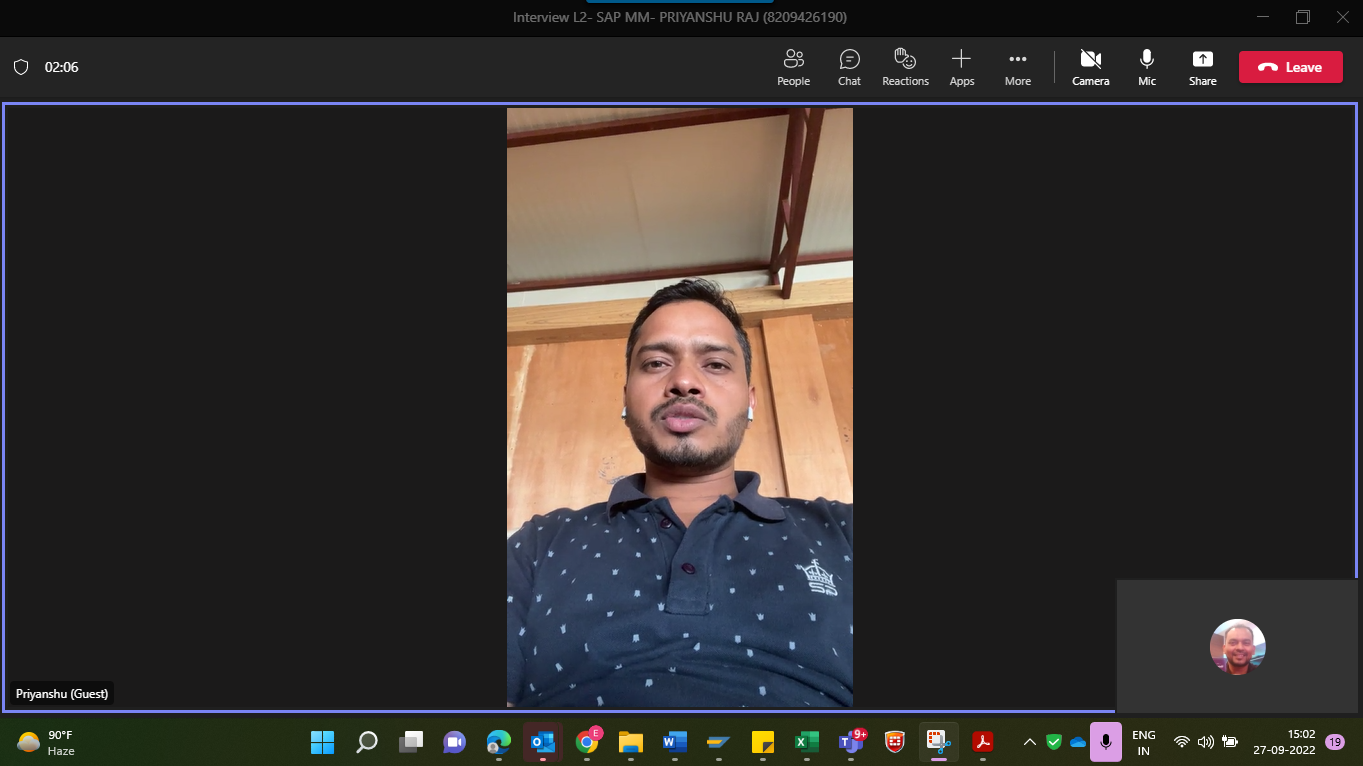 Interview L2- SAP MM- PRIYANSHU RAJ (8209426190)
02:06
People
Chat
Reactions
Apps
More
Camera
Mic
Share
Leave
Priyanshu (Guest)
90°F
Haze
E
9+
ENG
IN
15:02
27-09-2022
19